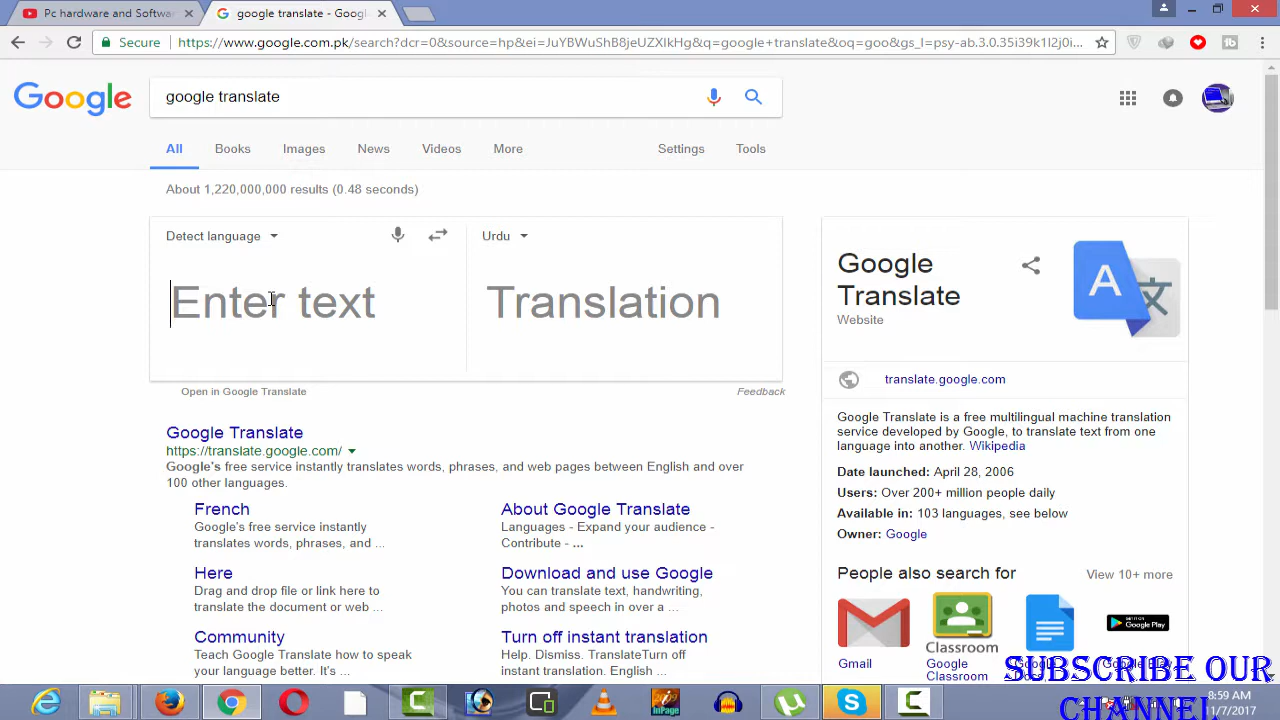 Pc hardware and Softwar
google translate - Googl
Secure
https://www.google.com.pk/search?dcr=0&source=hp&ei=JuYBWuShB8jeUZXIkHg&q=google+translate&oq=goo&gs_l=psy-ab.3.0.35i39k1l2j0i...
Google
google translate
All
Books
Images
News
Videos
More
Settings
Tools
About 1,220,000,000 results (0.48 seconds)
Detect language
Urdu
Enter text
Translation
Open in Google Translate
Feedback
Google Translate
https://translate.google.com/
Google's free service instantly translates words, phrases, and web pages between English and over
100 other languages.
French
Google's free service instantly
translates words, phrases, and ...
About Google Translate
Languages - Expand your audience -
Contribute - ...
Here
Drag and drop file or link here to
translate the document or web ...
Download and use Google
You can translate text, handwriting,
photos and speech in over a ...
Community
Teach Google Translate how to speak
your language better. It's ...
Turn off instant translation
Help. Dismiss. TranslateTurn off
instant translation. English ...
Google
Translate
Website
A
文
translate.google.com
Google Translate is a free multilingual machine translation
service developed by Google, to translate text from one
language into another. Wikipedia
Date launched: April 28, 2006
Users: Over 200+ million people daily
Available in: 103 languages, see below
Owner: Google
People also search for
View 10+ more
Google Play
Classroom
Gmail
Google
Classroom
SUBSCRIBE OUR
CHANNEL
inPage
8:59 AM
11/7/2017